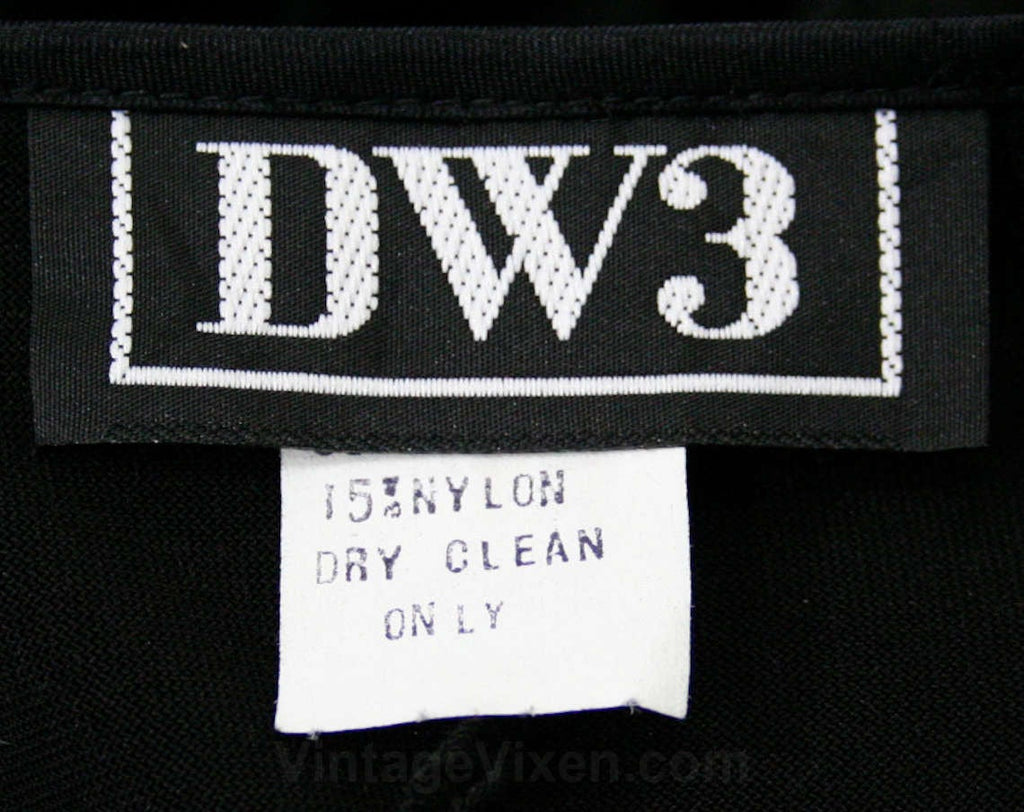 DW3
15% NYLON
DRY CLEAN
ONLY
VintageVixen.com